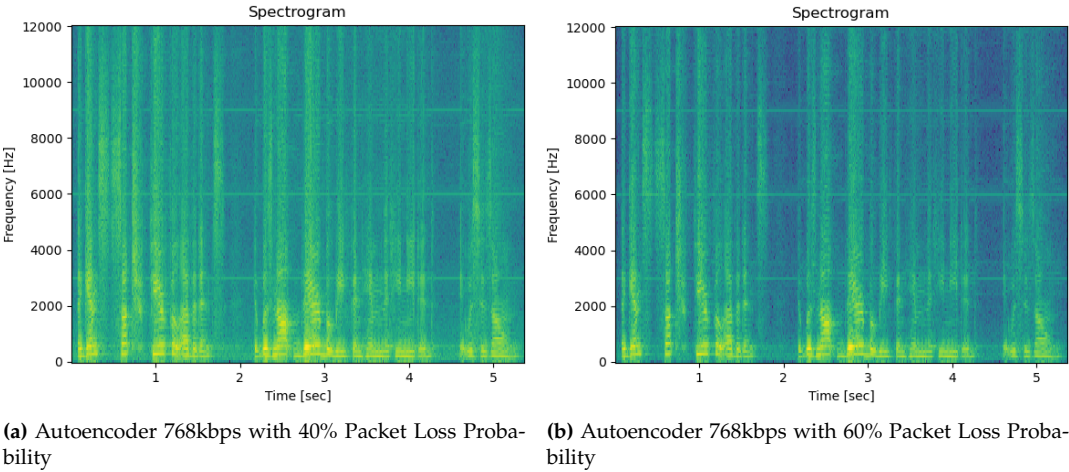 Spectrogram
12000
10000
8000
6000
4000
2000
0
Frequency [Hz]
1 2 3 4 5
Time [sec]
(a) Autoencoder 768kbps with 40% Packet Loss Proba-
bility
Spectrogram
12000
10000
8000
6000
4000
2000
0
Frequency [Hz]
1 2 3 4 5
Time [sec]
(b) Autoencoder 768kbps with 60% Packet Loss Proba-
bility